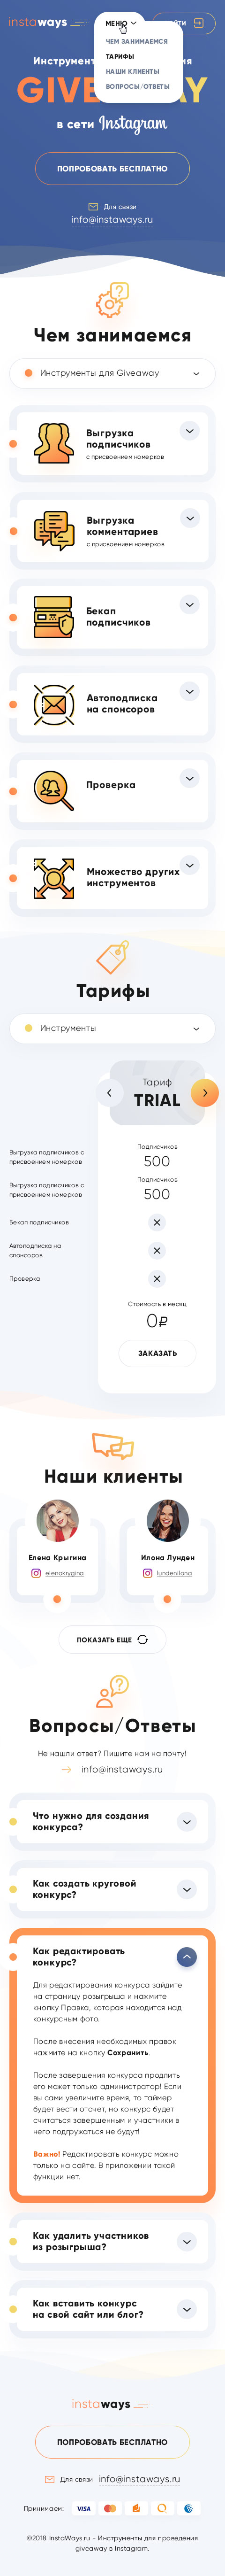 instaways
МЕНЮ
ЧЕМ ЗАНИМАЕМСЯ
ТАРИФЫ
НАШИ КЛИЕНТЫ
ВОПРОСЫ/ОТВЕТЫ
в сети Instagram
ПОПРОБОВАТЬ БЕСПЛАТНО
Для связи
info@instaways.ru
Чем занимаемся
Инструменты для Giveaway
Выгрузка
подписчиков
с присвоением номерков
Выгрузка
комментариев
с присвоением номерков
Бекап
подписчиков
Автоподписка
на спонсоров
Проверка
Множество других
инструментов
Тарифы
Инструменты
Тариф
TRIAL
Подписчиков
500
Выгрузка подписчиков с
присвоением номерков
Подписчиков
500
Выгрузка подписчиков с
присвоением номерков
Бекап подписчиков
Автоподписка на
спонсоров
Проверка
Стоимость в месяц
0₽
ЗАКАЗАТЬ
Наши клиенты
Елена Крыгина
elenakrygina
Илона Лунден
lundenilona
ПОКАЗАТЬ ЕЩЕ
Вопросы/Ответы
Не нашли ответ? Пишите нам на почту!
info@instaways.ru
Что нужно для создания
конкурса?
Как создать круговой
конкурс?
Как редактировать
конкурс?
Для редактирования конкурса зайдите
на страницу розыгрыша и нажмите
кнопку Правка, которая находится над
конкурсным фото.
После внесения необходимых правок
нажмите на кнопку Сохранить.
После завершения конкурса продлить
его может только администратор! Если
вы сами увеличите время, то таймер
будет вести отсчет, но конкурс будет
считаться завершенным и участники в
него подгружаться не будут!
Важно! Редактировать конкурс можно
только на сайте. В приложении такой
функции нет.
Как удалить участников
из розыгрыша?
Как вставить конкурс
на свой сайт или блог?
instaways
ПОПРОБОВАТЬ БЕСПЛАТНО
Для связи info@instaways.ru
Принимаем: VISA
©2018 InstaWays.ru - Инструменты для проведения
giveaway в Instagram.